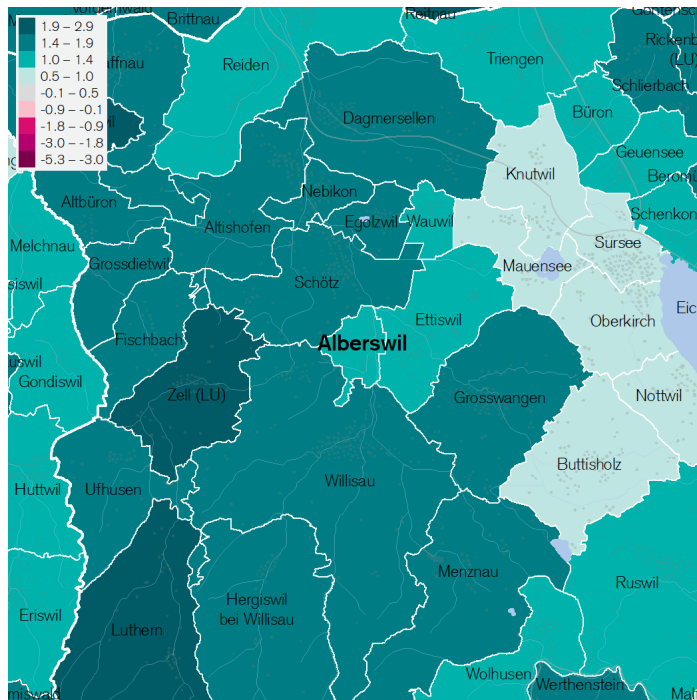 Brittnau
Roitnau
1.9 – 2.9
1.4 – 1.9
1.0 – 1.4
0.5 – 1.0
-0.1 – 0.5
-0.9 – -0.1
-1.8 – -0.9
-3.0 – -1.8
-5.3 – -3.0
Reiden
Triengen
Rickenb
(LU)
Schlierbach
Dagmersellen
Büron
Geuensee
Knutwil
Beromü
Nebikon
Altbüron
Altishofen
Egolzwil
Wauwil
Schenkon
Sursee
Melchnau
Grossdietwil
Mauensee
Schötz
Eic
Ettiswil
Oberkirch
Fischbach
Alberswil
Gondiswil
Zell (LU)
Grosswangen
Nottwil
Buttisholz
Willisau
Huttwil
Ufhusen
Menznau
Ruswil
Hergiswil
bei Willisau
Eriswil
Luthern
Wolhusen
Werthenstein